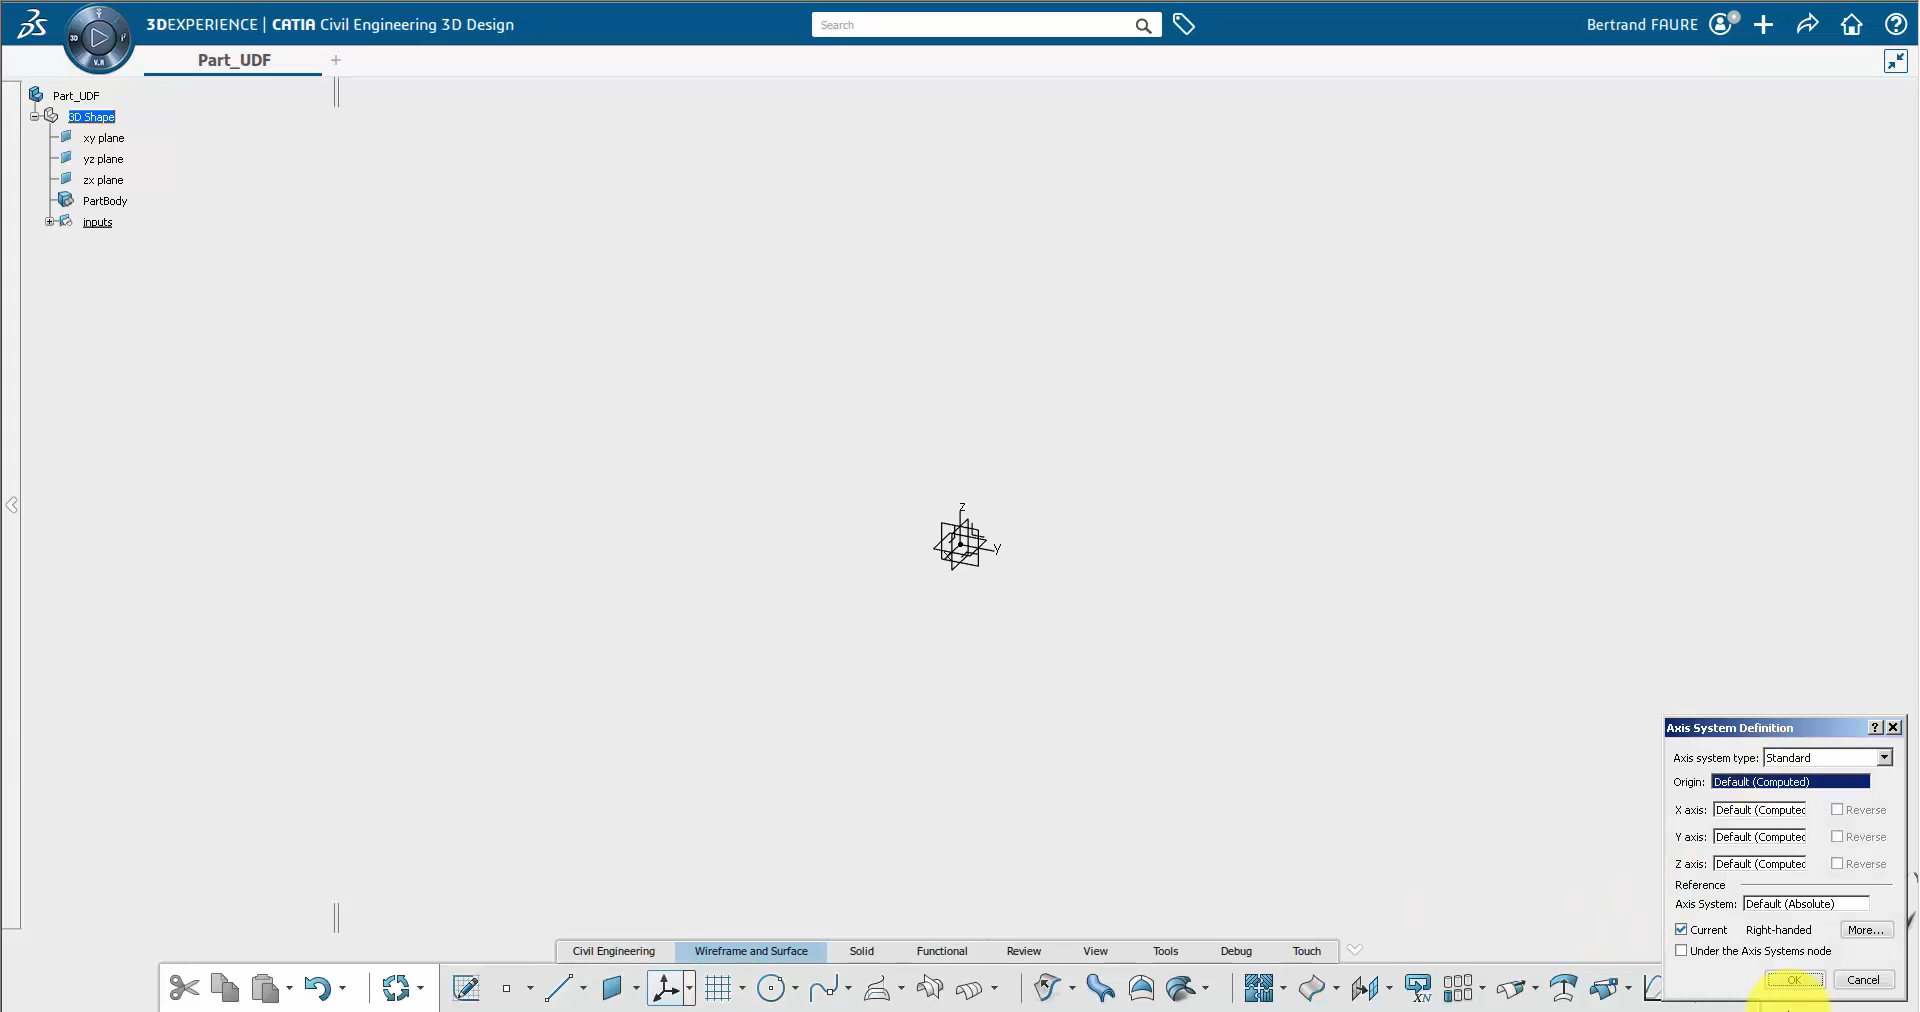 3DEXPERIENCE | CATIA Civil Engineering 3D Design
Search
Bertrand FAURE
3D
V.R
Part_UDF
+
Part_UDF
3D Shape
xy plane
yz plane
zx plane
PartBody
inputs
z
y
Axis System Definition
Axis system type: Standard
Origin: Default (Computed)
X axis: Default (Computed Reverse
Y axis: Default (Computed Reverse
Z axis: Default (Computed Reverse
Reference
Axis System: Default (Absolute)
Current Right-handed More...
Under the Axis Systems node
OK Cancel
Civil Engineering Wireframe and Surface Solid Functional Review View Tools Debug Touch
XN